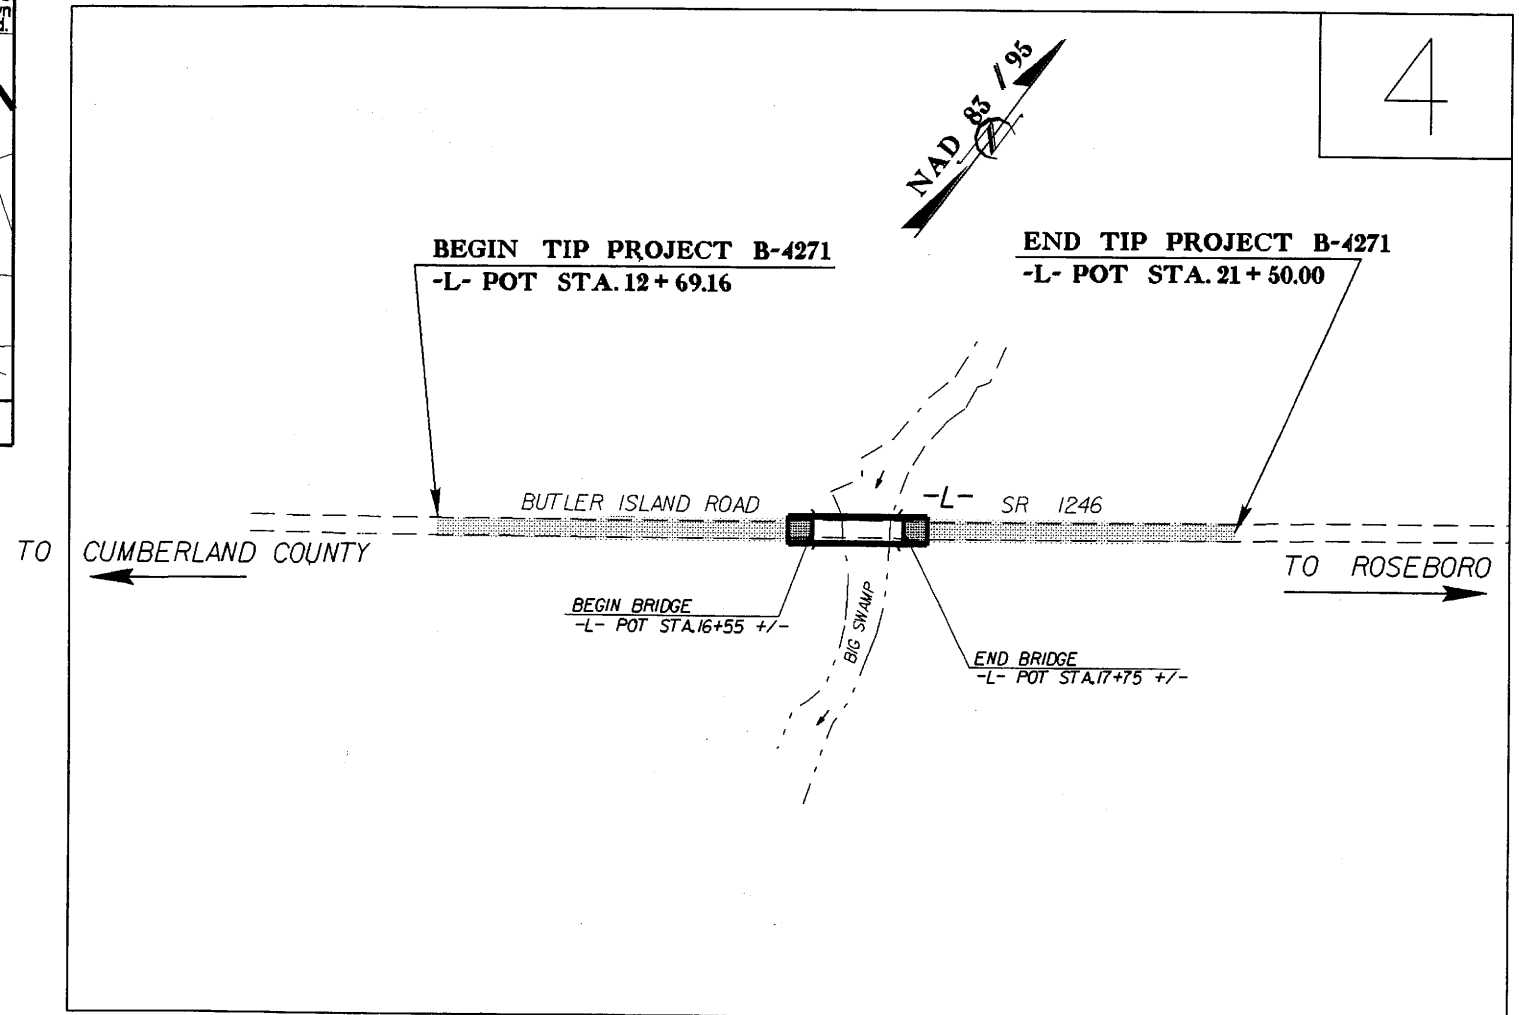 4
NAD 83 / 95
BEGIN TIP PROJECT B-4271
-L- POT STA. 12 + 69.16
END TIP PROJECT B-4271
-L- POT STA. 21 + 50.00
BUTLER ISLAND ROAD
-L- SR 1246
TO CUMBERLAND COUNTY
TO ROSEBORO
BEGIN BRIDGE
-L- POT STA.16+55 +/-
BIG SWAMP
END BRIDGE
-L- POT STA.17+75 +/-